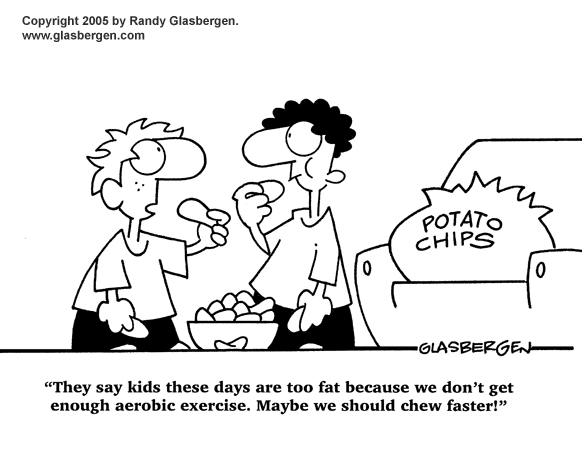 Copyright 2005 by Randy Glasbergen.
www.glasbergen.com
POTATO
CHIPS
GLASBERGEN
“They say kids these days are too fat because we don’t get
enough aerobic exercise. Maybe we should chew faster!”